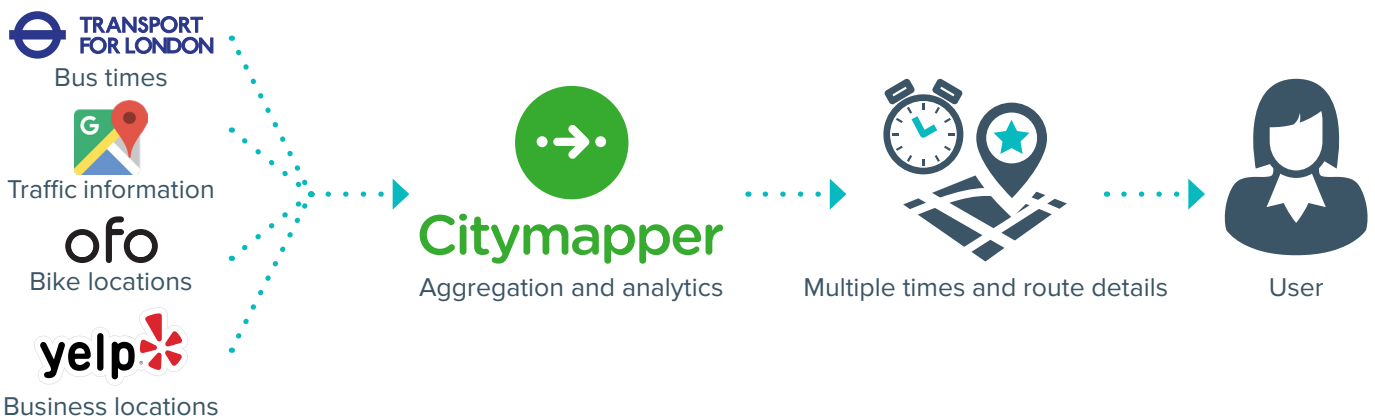 TRANSPORT
FOR LONDON
Bus times
G
Traffic information
ofo
Bike locations
yelp
Business locations
Citymapper
Aggregation and analytics
Multiple times and route details
User